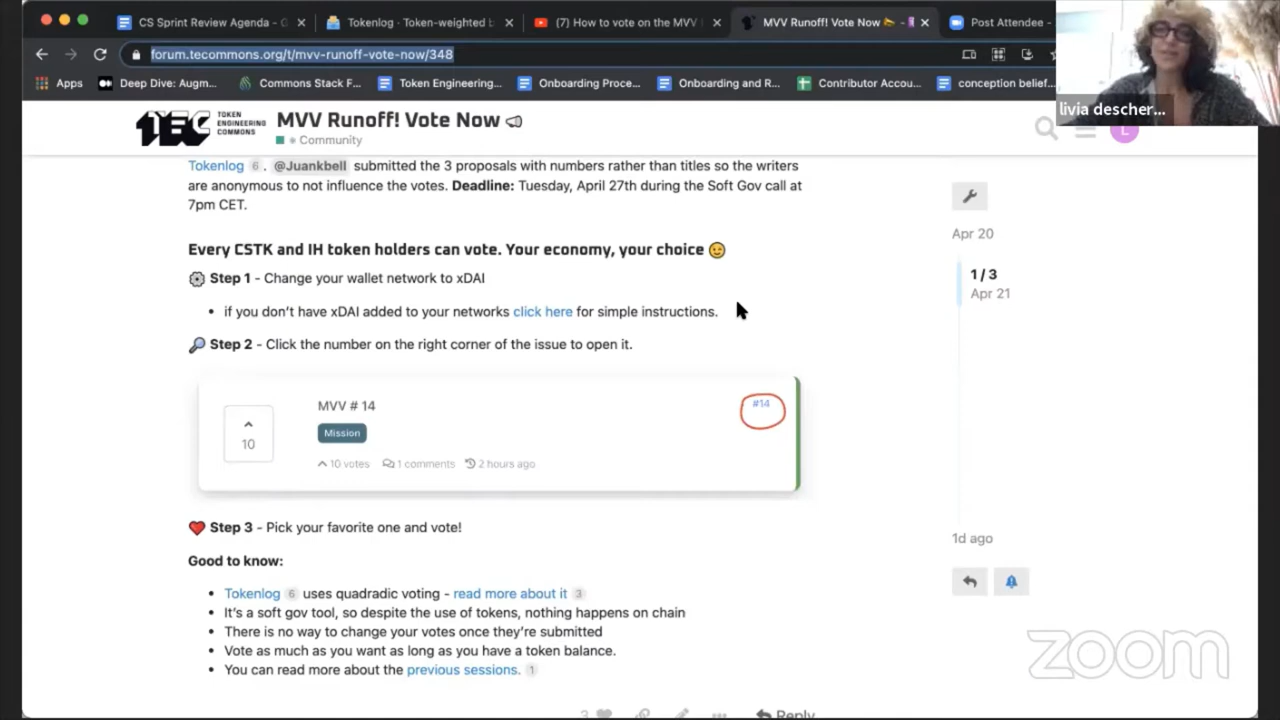 CS Sprint Review Agenda - G
Tokenlog · Token-weighted b
(7) How to vote on the MVV
MVV Runoff! Vote Now
Post Attendee -
forum.tecommons.org/t/mvv-runoff-vote-now/348
Apps
Deep Dive: Augm...
Commons Stack F...
Token Engineering...
Onboarding Proce...
Onboarding and R...
Contributor Accou...
conception belief...
livia descher...
TEC
TOKEN
ENGINEERING
COMMONS
MVV Runoff! Vote Now
Community
L
Tokenlog 6 . @Juankbell submitted the 3 proposals with numbers rather than titles so the writers
are anonymous to not influence the votes. Deadline: Tuesday, April 27th during the Soft Gov call at
7pm CET.
Every CSTK and IH token holders can vote. Your economy, your choice 😉
Step 1 - Change your wallet network to xDAI
• if you don't have xDAI added to your networks click here for simple instructions.
Step 2 - Click the number on the right corner of the issue to open it.
MVV # 14
#14
10
Mission
10 votes 1 comments 2 hours ago
Step 3 - Pick your favorite one and vote!
Good to know:
• Tokenlog 6 uses quadradic voting - read more about it 3
• It's a soft gov tool, so despite the use of tokens, nothing happens on chain
• There is no way to change your votes once they're submitted
• Vote as much as you want as long as you have a token balance.
• You can read more about the previous sessions. 1
3
Reply
Apr 20
1 / 3
Apr 21
1d ago
zoom